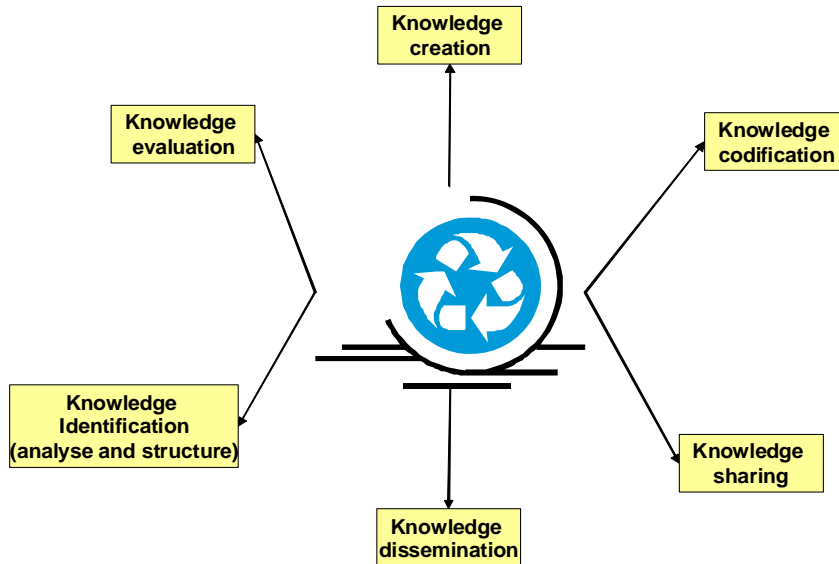 Knowledge
creation
Knowledge
evaluation
Knowledge
codification
Knowledge
Identification
(analyse and structure)
Knowledge
sharing
Knowledge
dissemination